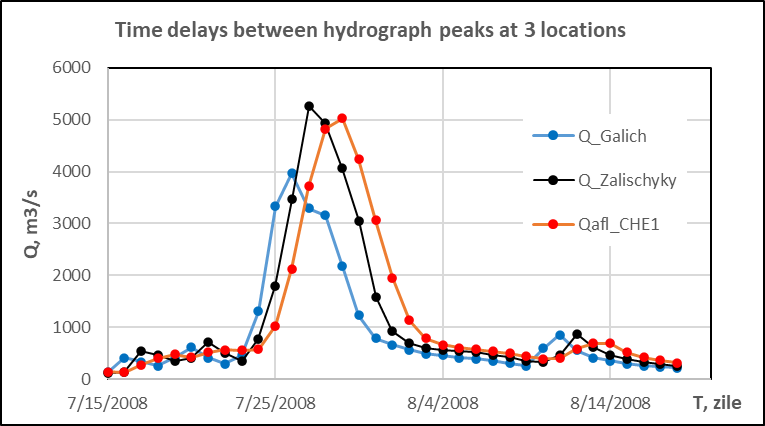 Time delays between hydrograph peaks at 3 locations
Q, m3/s
6000
5000
4000
3000
2000
1000
0
Q_Galich
Q_Zalischyky
Qafl_CHE1
7/15/2008 7/25/2008 8/4/2008 8/14/2008 T, zile